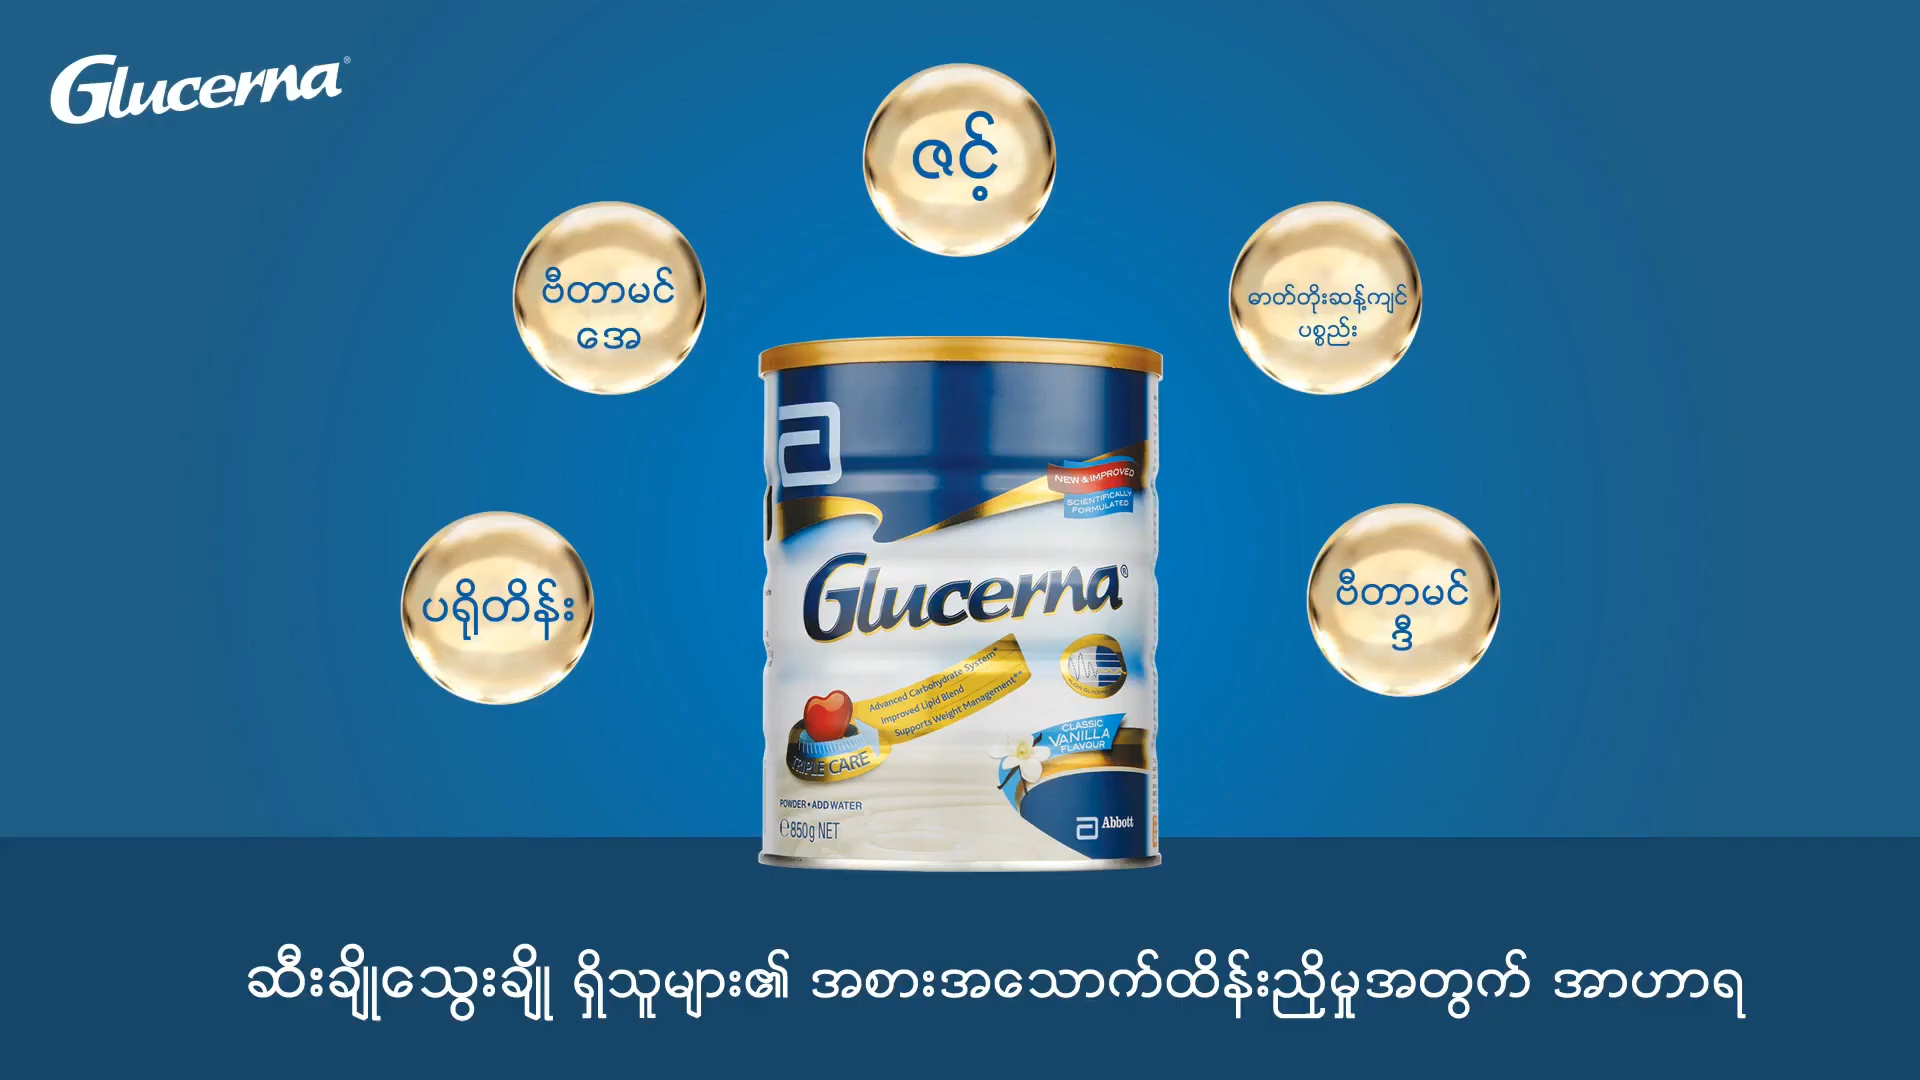 Glucerna®
ဇင့်
ဗီတာမင်
အေ
ဓာတ်တိုးဆန့်ကျင်
ပစ္စည်း
ပရိုတိန်း
ဗီတာမင်
ဒီ
NEW & IMPROVED
SCIENTIFICALLY
FORMULATED
Glucerna®
Advanced Carbohydrate System*
Improved Lipid Blend
Supports Weight Management**
TRIPLE CARE
CLASSIC
VANILLA
FLAVOUR
POWDER • ADD WATER
℮850g NET
Abbott
ဆီးချိုသွေးချို ရှိသူများ၏ အစားအသောက်ထိန်းညှိမှုအတွက် အာဟာရ